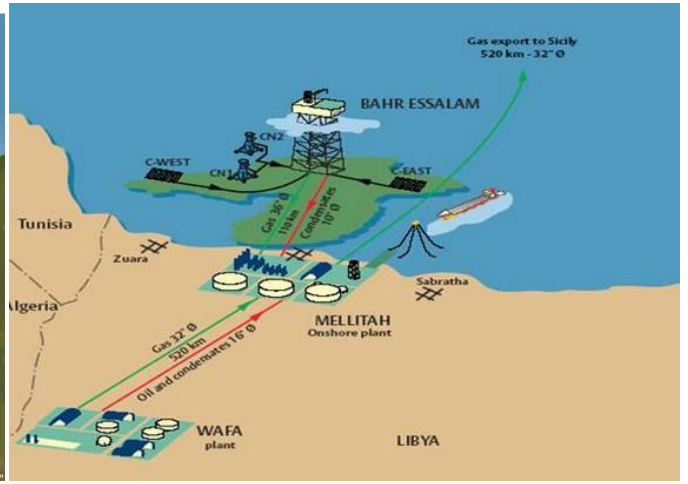 Gas export to Sicily
520 km - 32" Ø
BAHR ESSALAM
CN2
C-WEST
CN1
C-EAST
Gas 36" Ø
110 km
Condensates
10" Ø
Tunisia
Zuara
Sabratha
Algeria
MELLITAH
Onshore plant
Gas 32" Ø
520 km
Oil and condensates 16" Ø
WAFA
plant
LIBYA